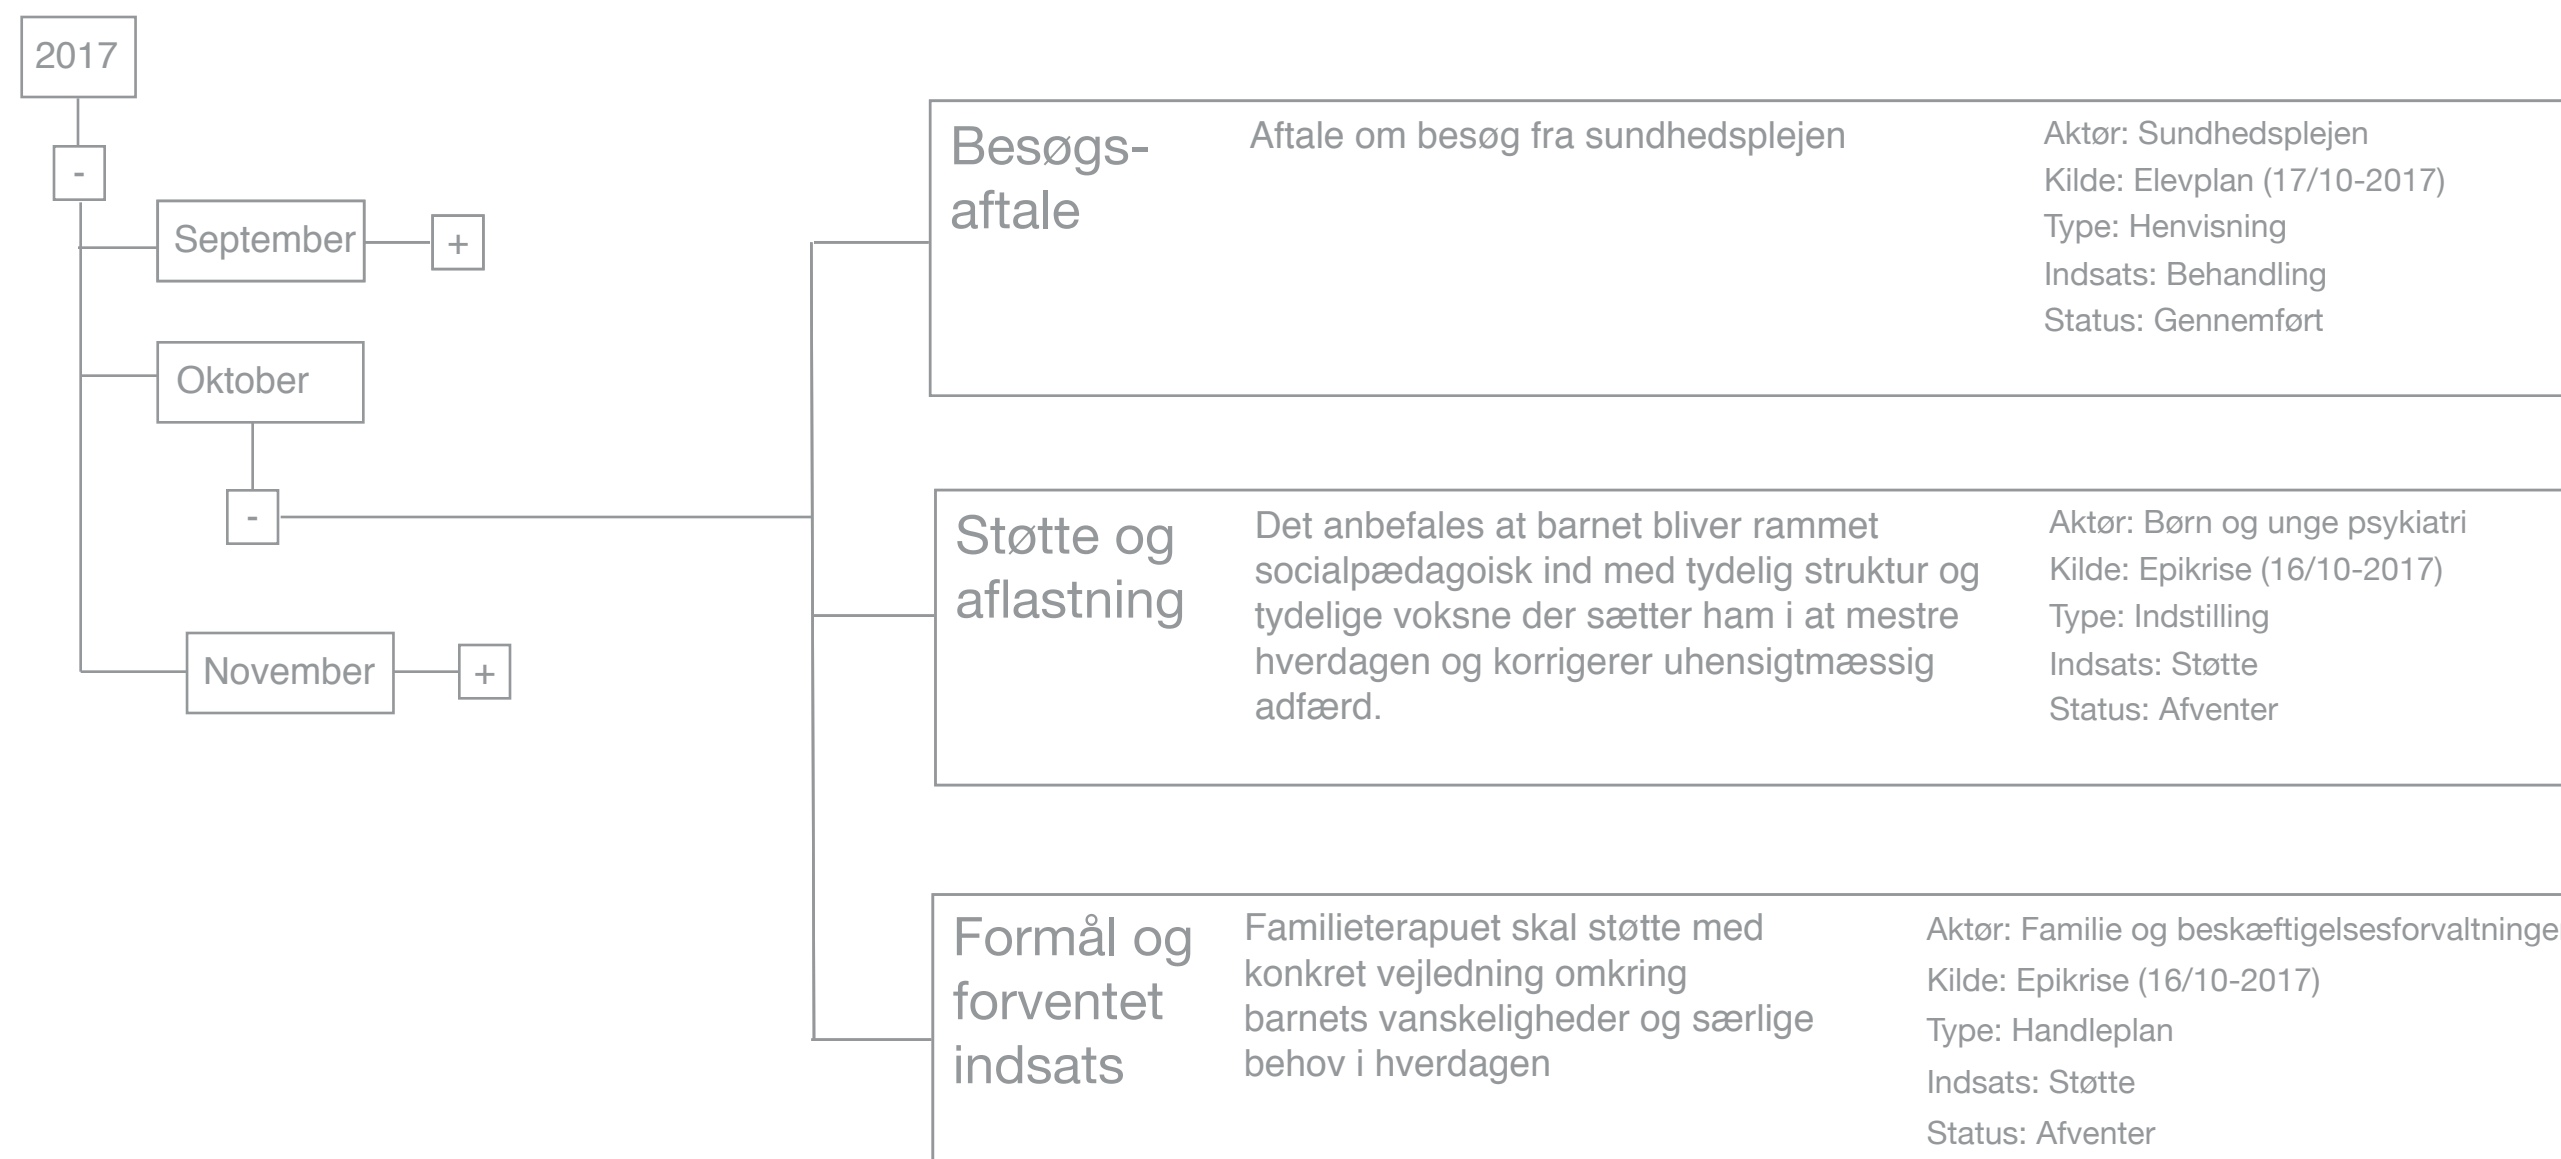 2017
-
September
+
Oktober
-
November
+
Besøgs-
aftale
Aftale om besøg fra sundhedsplejen
Aktør: Sundhedsplejen
Kilde: Elevplan (17/10-2017)
Type: Henvisning
Indsats: Behandling
Status: Gennemført
Støtte og
aflastning
Det anbefales at barnet bliver rammet
socialpædagoisk ind med tydelig struktur og
tydelige voksne der sætter ham i at mestre
hverdagen og korrigerer uhensigtmæssig
adfærd.
Aktør: Børn og unge psykiatri
Kilde: Epikrise (16/10-2017)
Type: Indstilling
Indsats: Støtte
Status: Afventer
Formål og
forventet
indsats
Familieterapuet skal støtte med
konkret vejledning omkring
barnets vanskeligheder og særlige
behov i hverdagen
Aktør: Familie og beskæftigelsesforvaltningen
Kilde: Epikrise (16/10-2017)
Type: Handleplan
Indsats: Støtte
Status: Afventer